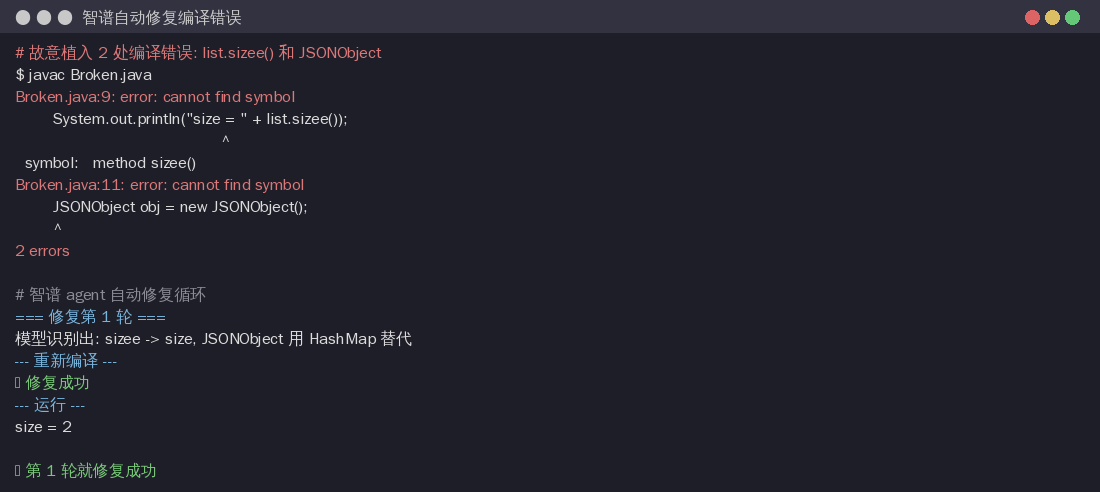 智谱自动修复编译错误
# 故意植入 2 处编译错误: list.sizee() 和 JSONObject
$ javac Broken.java
Broken.java:9: error: cannot find symbol
        System.out.println("size = " + list.sizee());
                                           ^
  symbol:   method sizee()
Broken.java:11: error: cannot find symbol
        JSONObject obj = new JSONObject();
        ^
2 errors
# 智谱 agent 自动修复循环
=== 修复第 1 轮 ===
模型识别出: sizee -> size, JSONObject 用 HashMap 替代
--- 重新编译 ---
修复成功
--- 运行 ---
size = 2
第 1 轮就修复成功